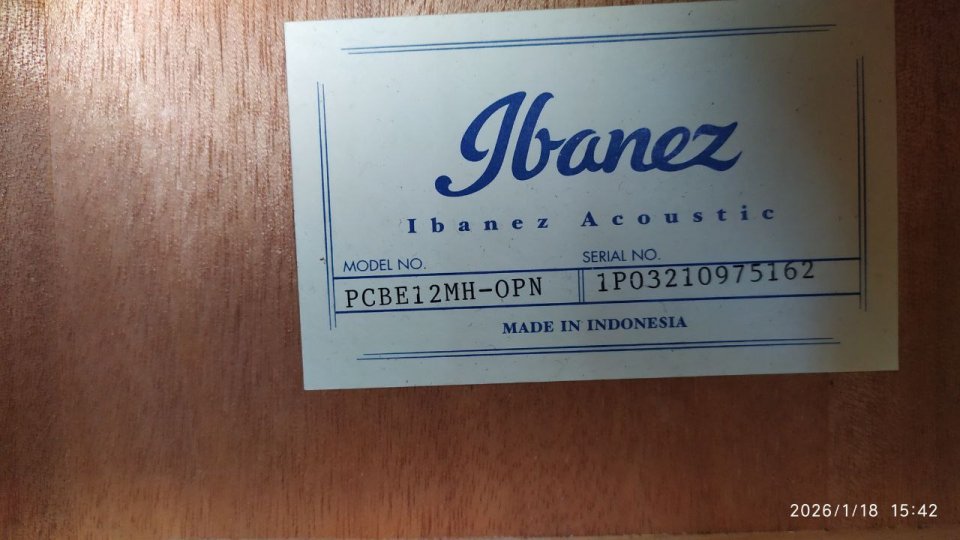 Ibanez
Ibanez Acoustic
MODEL NO. SERIAL NO.
PCBE12MH-OPN 1P03210975162
MADE IN INDONESIA
2026/1/18 15:42